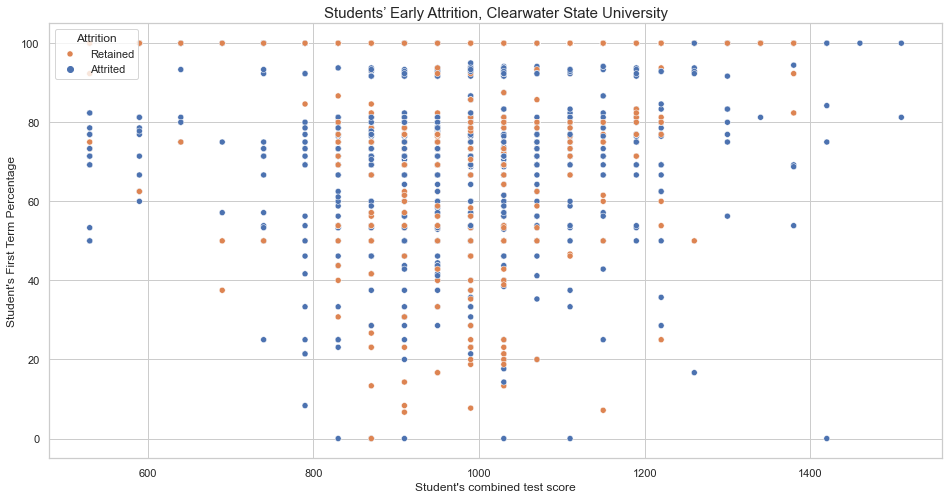 Students’ Early Attrition, Clearwater State University
Attrition
Retained
Attrited
100
80
60
40
20
0
Student's First Term Percentage
600
800
1000
1200
1400
Student's combined test score